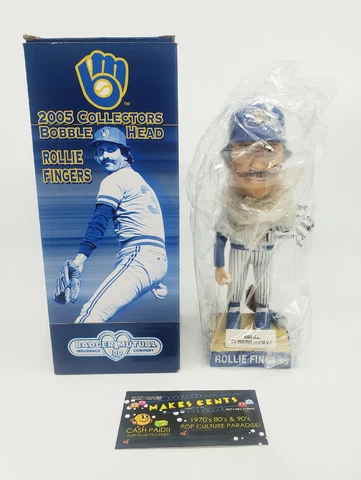 2005 COLLECTORS
BOBBLE HEAD
ROLLIE
FINGERS
BADGER MUTUAL
INSURANCE COMPANY
ROLLIE FINGERS
MAKES CENTS
CASH PAID!!
1970's 80's & 90's
POP CULTURE PARADISE!